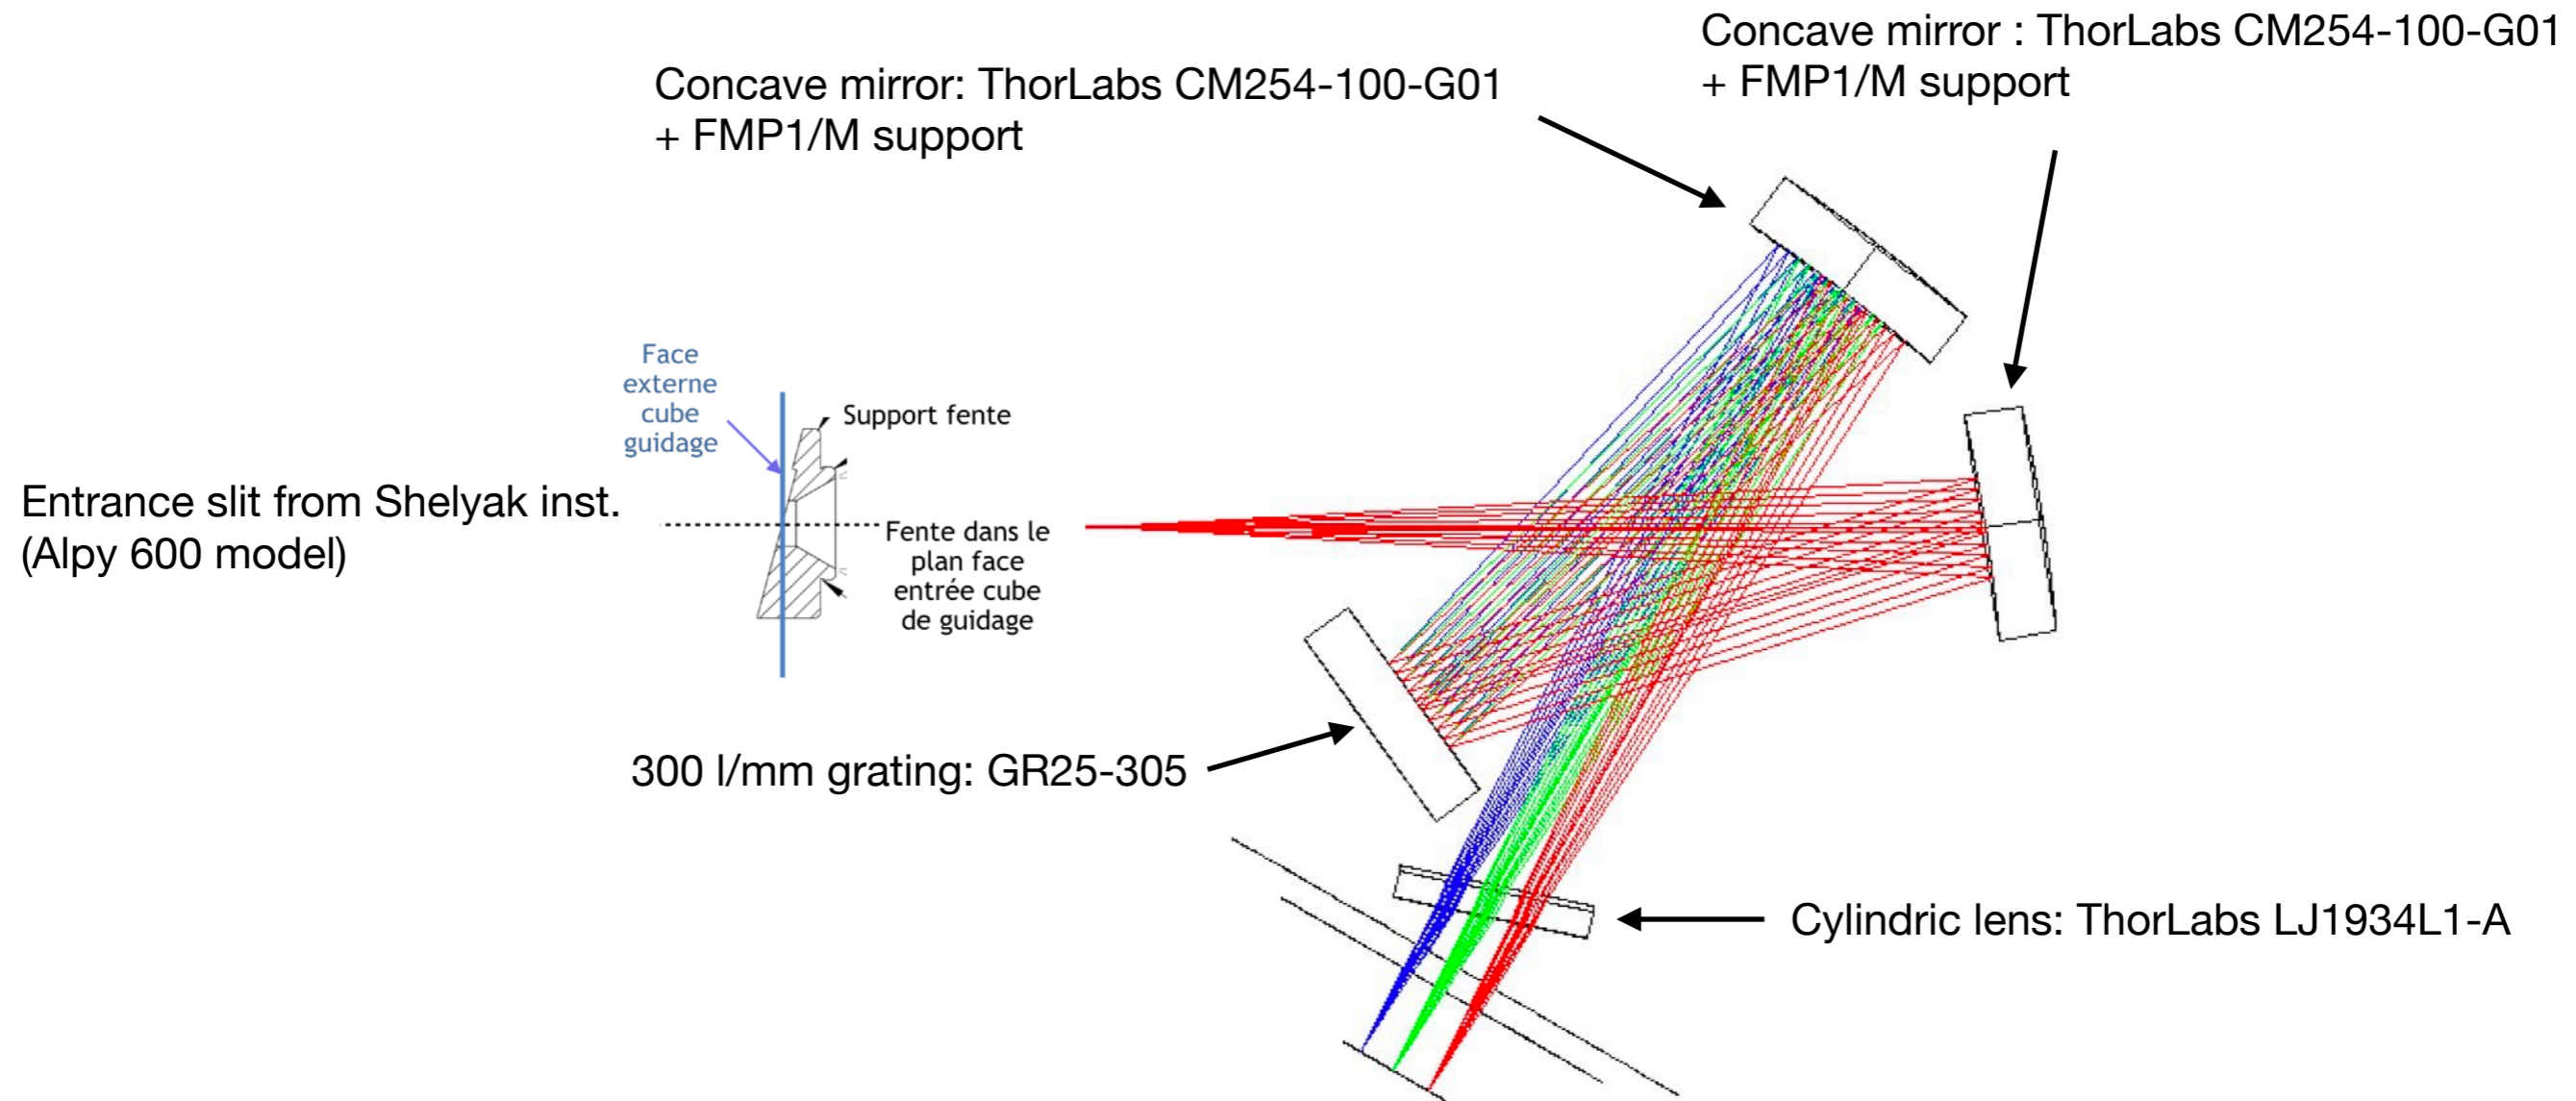 Concave mirror : ThorLabs CM254-100-G01
+ FMP1/M support
Concave mirror: ThorLabs CM254-100-G01
+ FMP1/M support
Face
externe
cube
guidage
Support fente
Entrance slit from Shelyak inst.
(Alpy 600 model)
Fente dans le
plan face
entrée cube
de guidage
300 l/mm grating: GR25-305
Cylindric lens: ThorLabs LJ1934L1-A